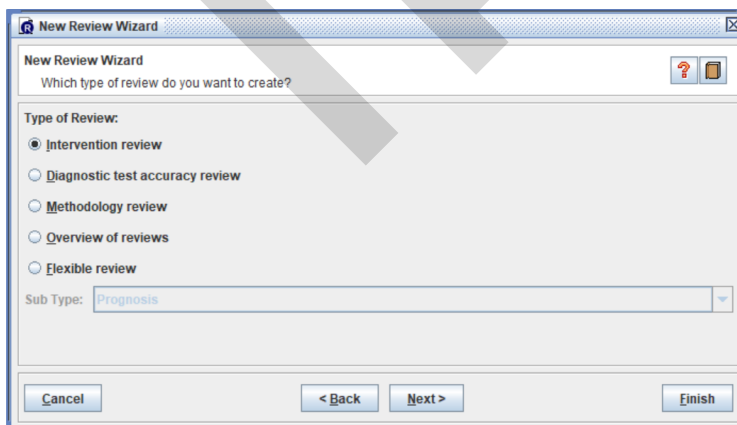 New Review Wizard
New Review Wizard
Which type of review do you want to create?
Type of Review:
Intervention review
Diagnostic test accuracy review
Methodology review
Overview of reviews
Flexible review
Sub Type: Prognosis
Cancel < Back Next > Finish